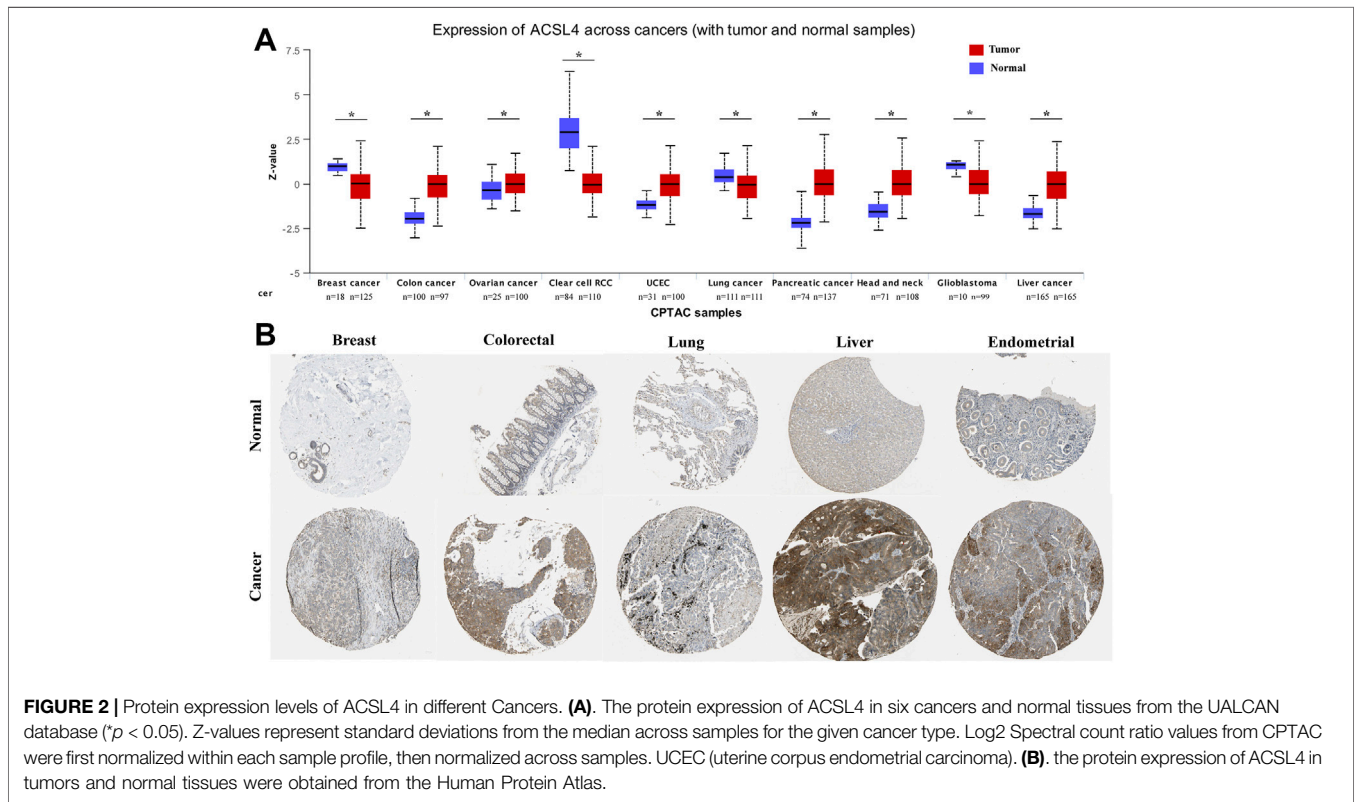 A
Expression of ACSL4 across cancers (with tumor and normal samples)
Tumor
Normal
7.5
5
2.5
0
-2.5
-5
Z-value
* * * * * * * * * *
Breast cancer Colon cancer Ovarian cancer Clear cell RCC UCEC Lung cancer Pancreatic cancer Head and neck Glioblastoma Liver cancer
cer n=18 n=125 n=100 n=97 n=25 n=100 n=84 n=110 n=31 n=100 n=111 n=111 n=74 n=137 n=71 n=108 n=10 n=99 n=165 n=165
CPTAC samples
B
Breast Colorectal Lung Liver Endometrial
Normal
Cancer
FIGURE 2 | Protein expression levels of ACSL4 in different Cancers. (A). The protein expression of ACSL4 in six cancers and normal tissues from the UALCAN
database (*p < 0.05). Z-values represent standard deviations from the median across samples for the given cancer type. Log2 Spectral count ratio values from CPTAC
were first normalized within each sample profile, then normalized across samples. UCEC (uterine corpus endometrial carcinoma). (B). the protein expression of ACSL4 in
tumors and normal tissues were obtained from the Human Protein Atlas.